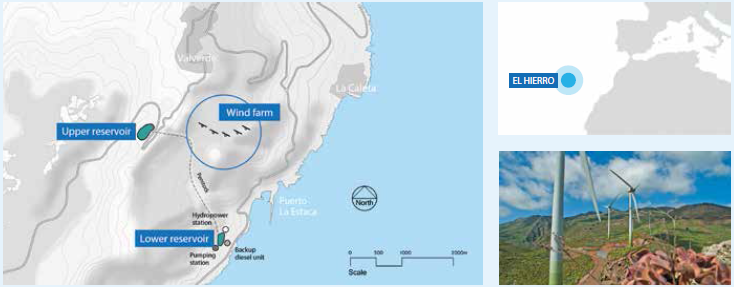 Valverde
La Caleta
Wind farm
Upper reservoir
Penstock
Puerto
La Estaca
North
Hydropower
station
Lower reservoir
Pumping
station
Backup
diesel unit
0 500 1000 2000m
Scale
EL HIERRO